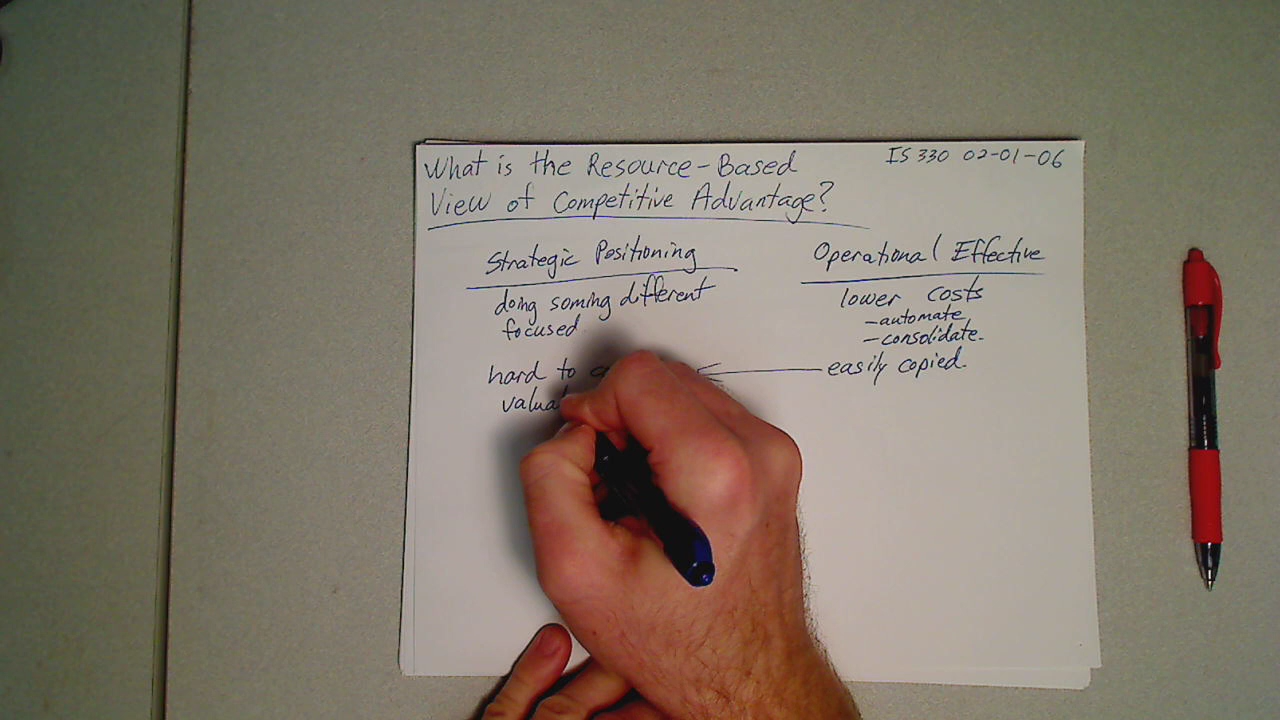 What is the Resource-Based
View of Competitive Advantage?
IS 330 02-01-06
Strategic Positioning
doing soming different
focused
hard to
Operational Effective
lower costs
-automate
-consolidate
easily copied.